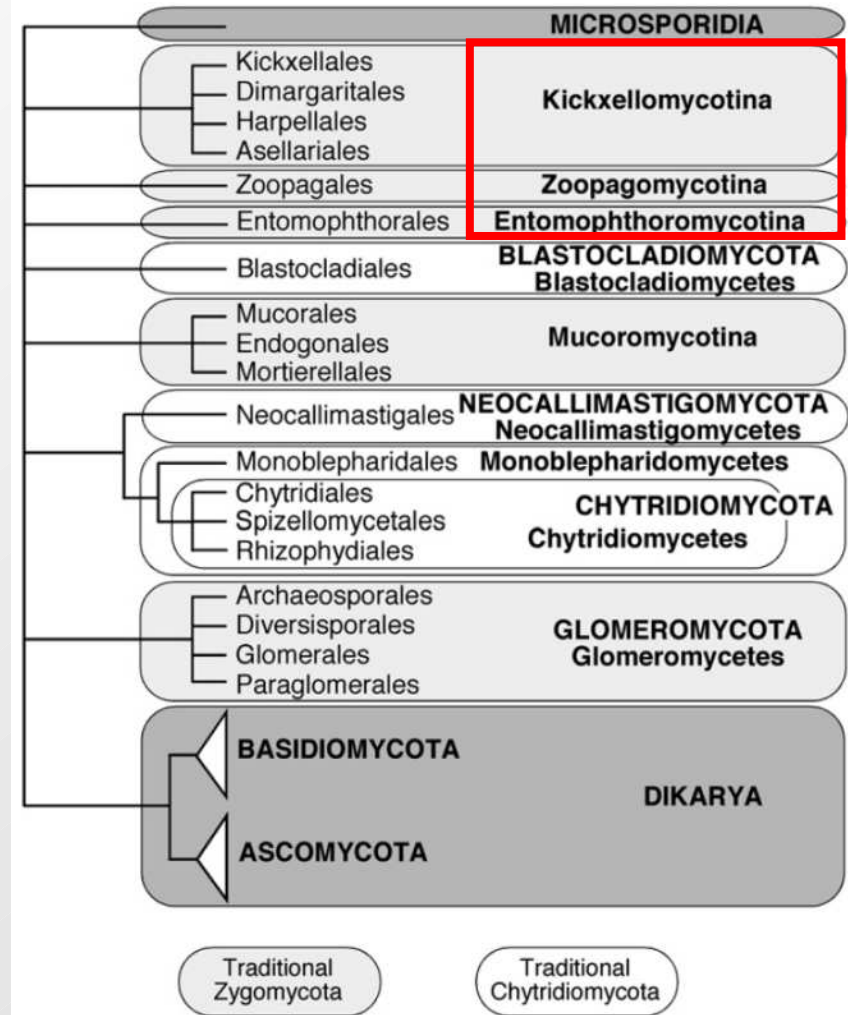 MICROSPORIDIA
Kickxellales
Dimargaritales
Kickxellomycotina
Harpellales
Asellariales
Zoopagales Zoopagomycotina
Entomophthorales Entomophthoromycotina
BLASTOCLADIOMYCOTA
Blastocladiales
Blastocladiomycetes
Mucorales
Endogonales Mucoromycotina
Mortierellales
Neocallimastigales NEOCALLIMASTIGOMYCOTA
Neocallimastigomycetes
Monoblepharidales Monoblepharidomycetes
Chytridiales
CHYTRIDIOMYCOTA
Spizellomycetales
Chytridiomycetes
Rhizophydiales
Archaeosporales
Diversisporales
GLOMEROMYCOTA
Glomerales
Glomeromycetes
Paraglomerales
BASIDIOMYCOTA
DIKARYA
ASCOMYCOTA
Traditional
Zygomycota
Traditional
Chytridiomycota